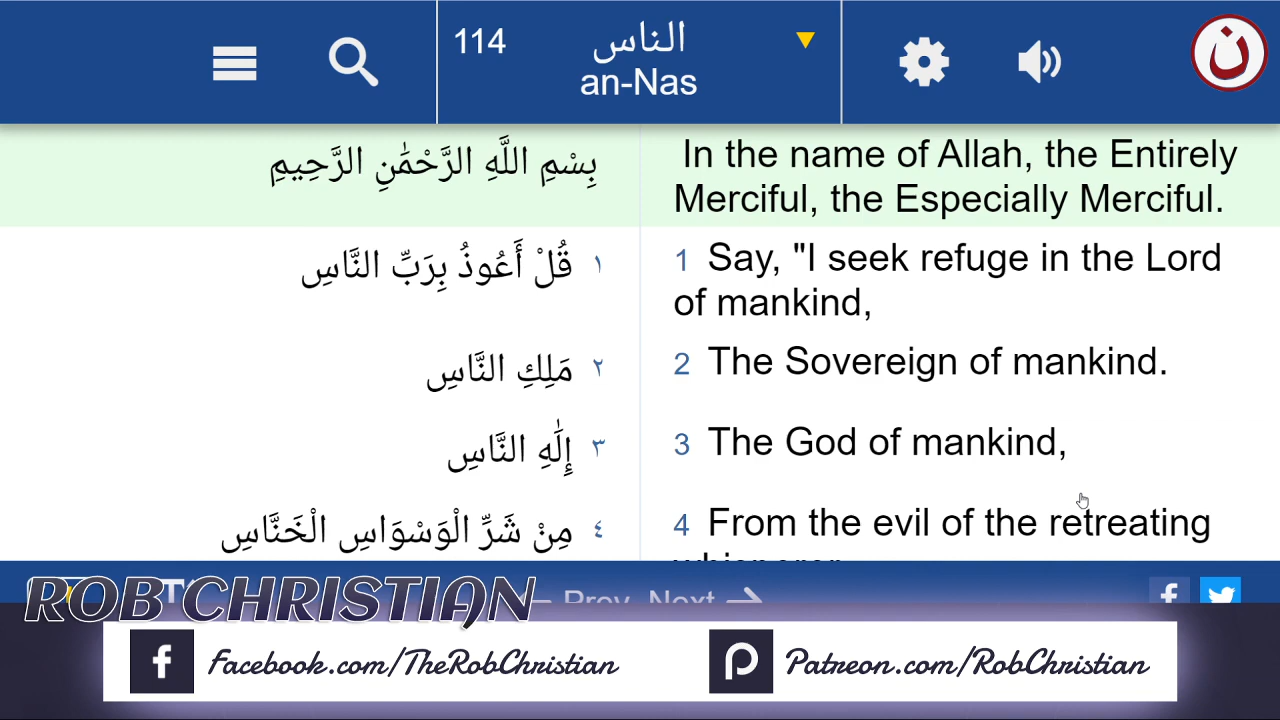 114
الناس
an-Nas
ن
بِسْمِ اللَّهِ الرَّحْمَٰنِ الرَّحِيمِ
In the name of Allah, the Entirely
Merciful, the Especially Merciful.
١ قُلْ أَعُوذُ بِرَبِّ النَّاسِ
1 Say, "I seek refuge in the Lord
of mankind,
٢ مَلِكِ النَّاسِ
2 The Sovereign of mankind.
٣ إِلَٰهِ النَّاسِ
3 The God of mankind,
٤ مِنْ شَرِّ الْوَسْوَاسِ الْخَنَّاسِ
4 From the evil of the retreating
whisperer
← Prev Next →
ROB CHRISTIAN
Facebook.com/TheRobChristian
Patreon.com/RobChristian